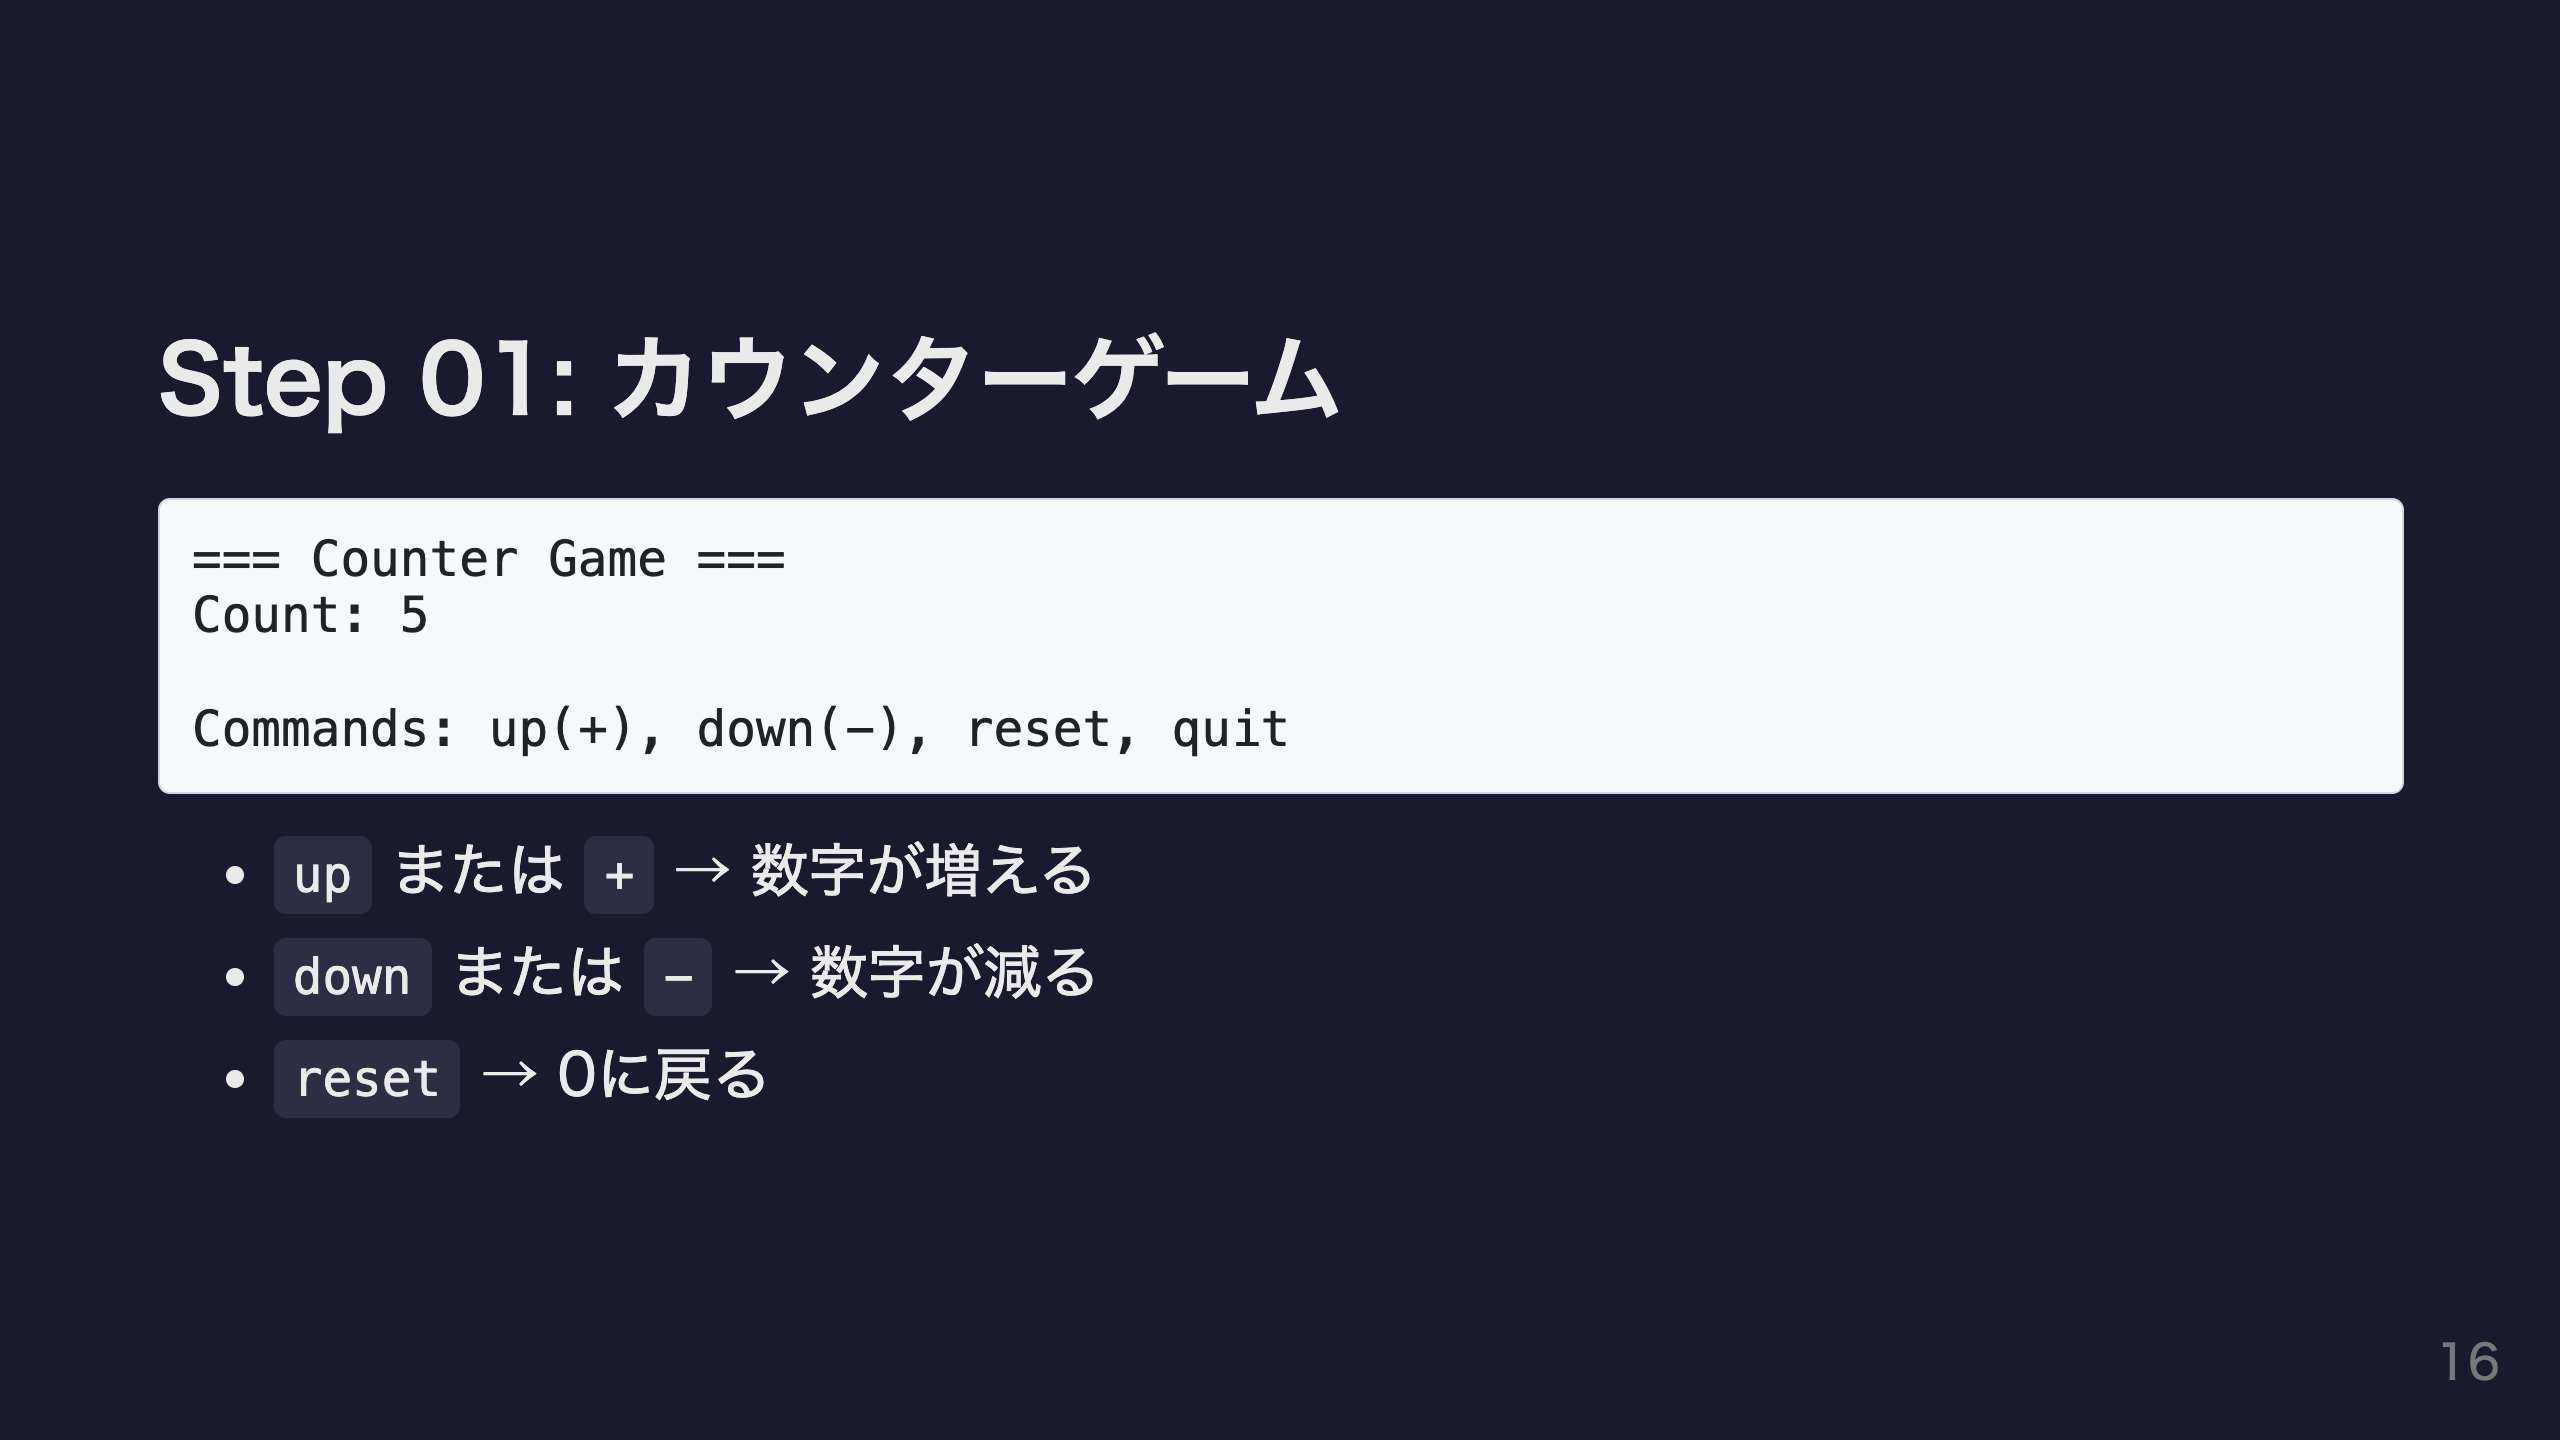 Step 01: カウンターゲーム
=== Counter Game ===
Count: 5
Commands: up(+), down(-), reset, quit
• up または + → 数字が増える
• down または - → 数字が減る
• reset → 0に戻る
16